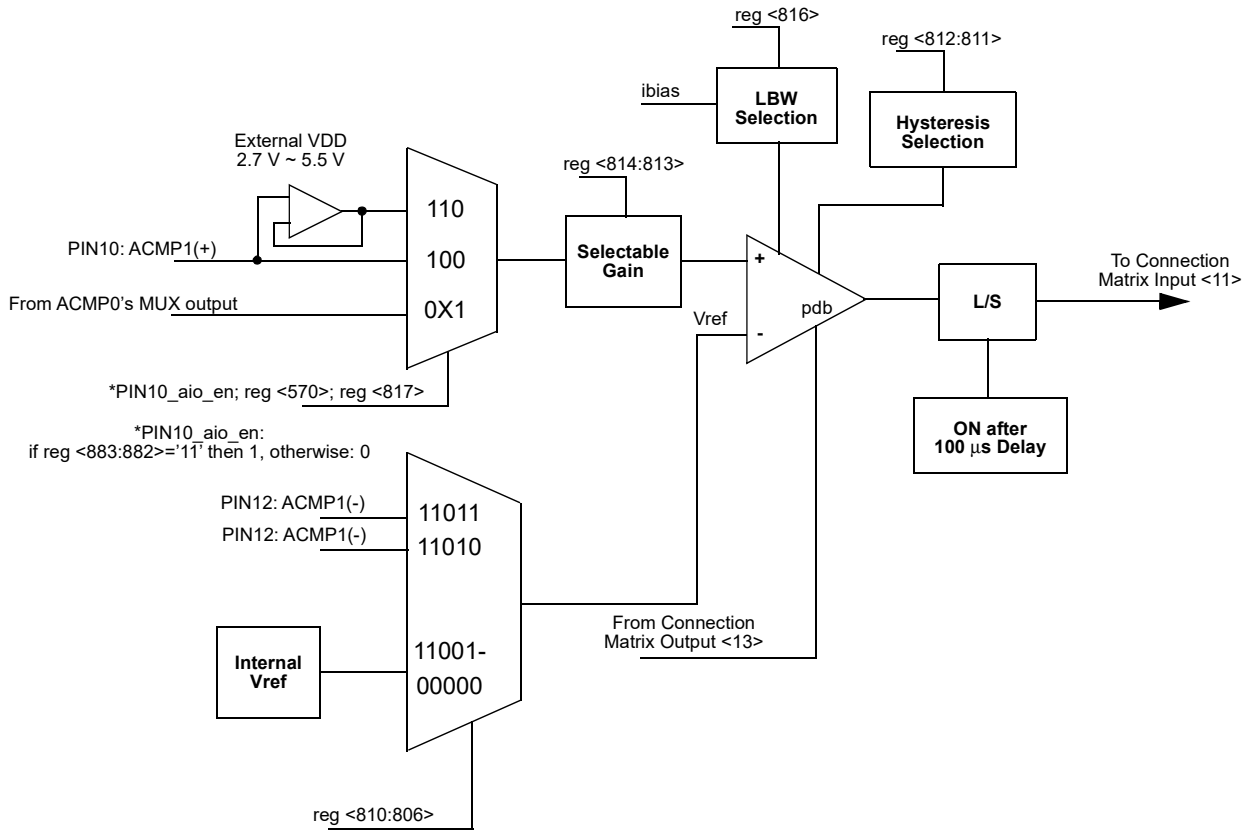 reg <816>
reg <812:811>
ibias
LBW
Selection
Hysteresis
Selection
External VDD
2.7 V ~ 5.5 V
reg <814:813>
110
PIN10: ACMP1(+)
100
Selectable
Gain
+
To Connection
Matrix Input <11>
From ACMP0’s MUX output
0X1
Vref
pdb
-
L/S
*PIN10_aio_en; reg <570>; reg <817>
*PIN10_aio_en:
if reg <883:882>=’11’ then 1, otherwise: 0
ON after
100 µs Delay
PIN12: ACMP1(-)
11011
PIN12: ACMP1(-)
11010
From Connection
Matrix Output <13>
Internal
Vref
11001-
00000
reg <810:806>